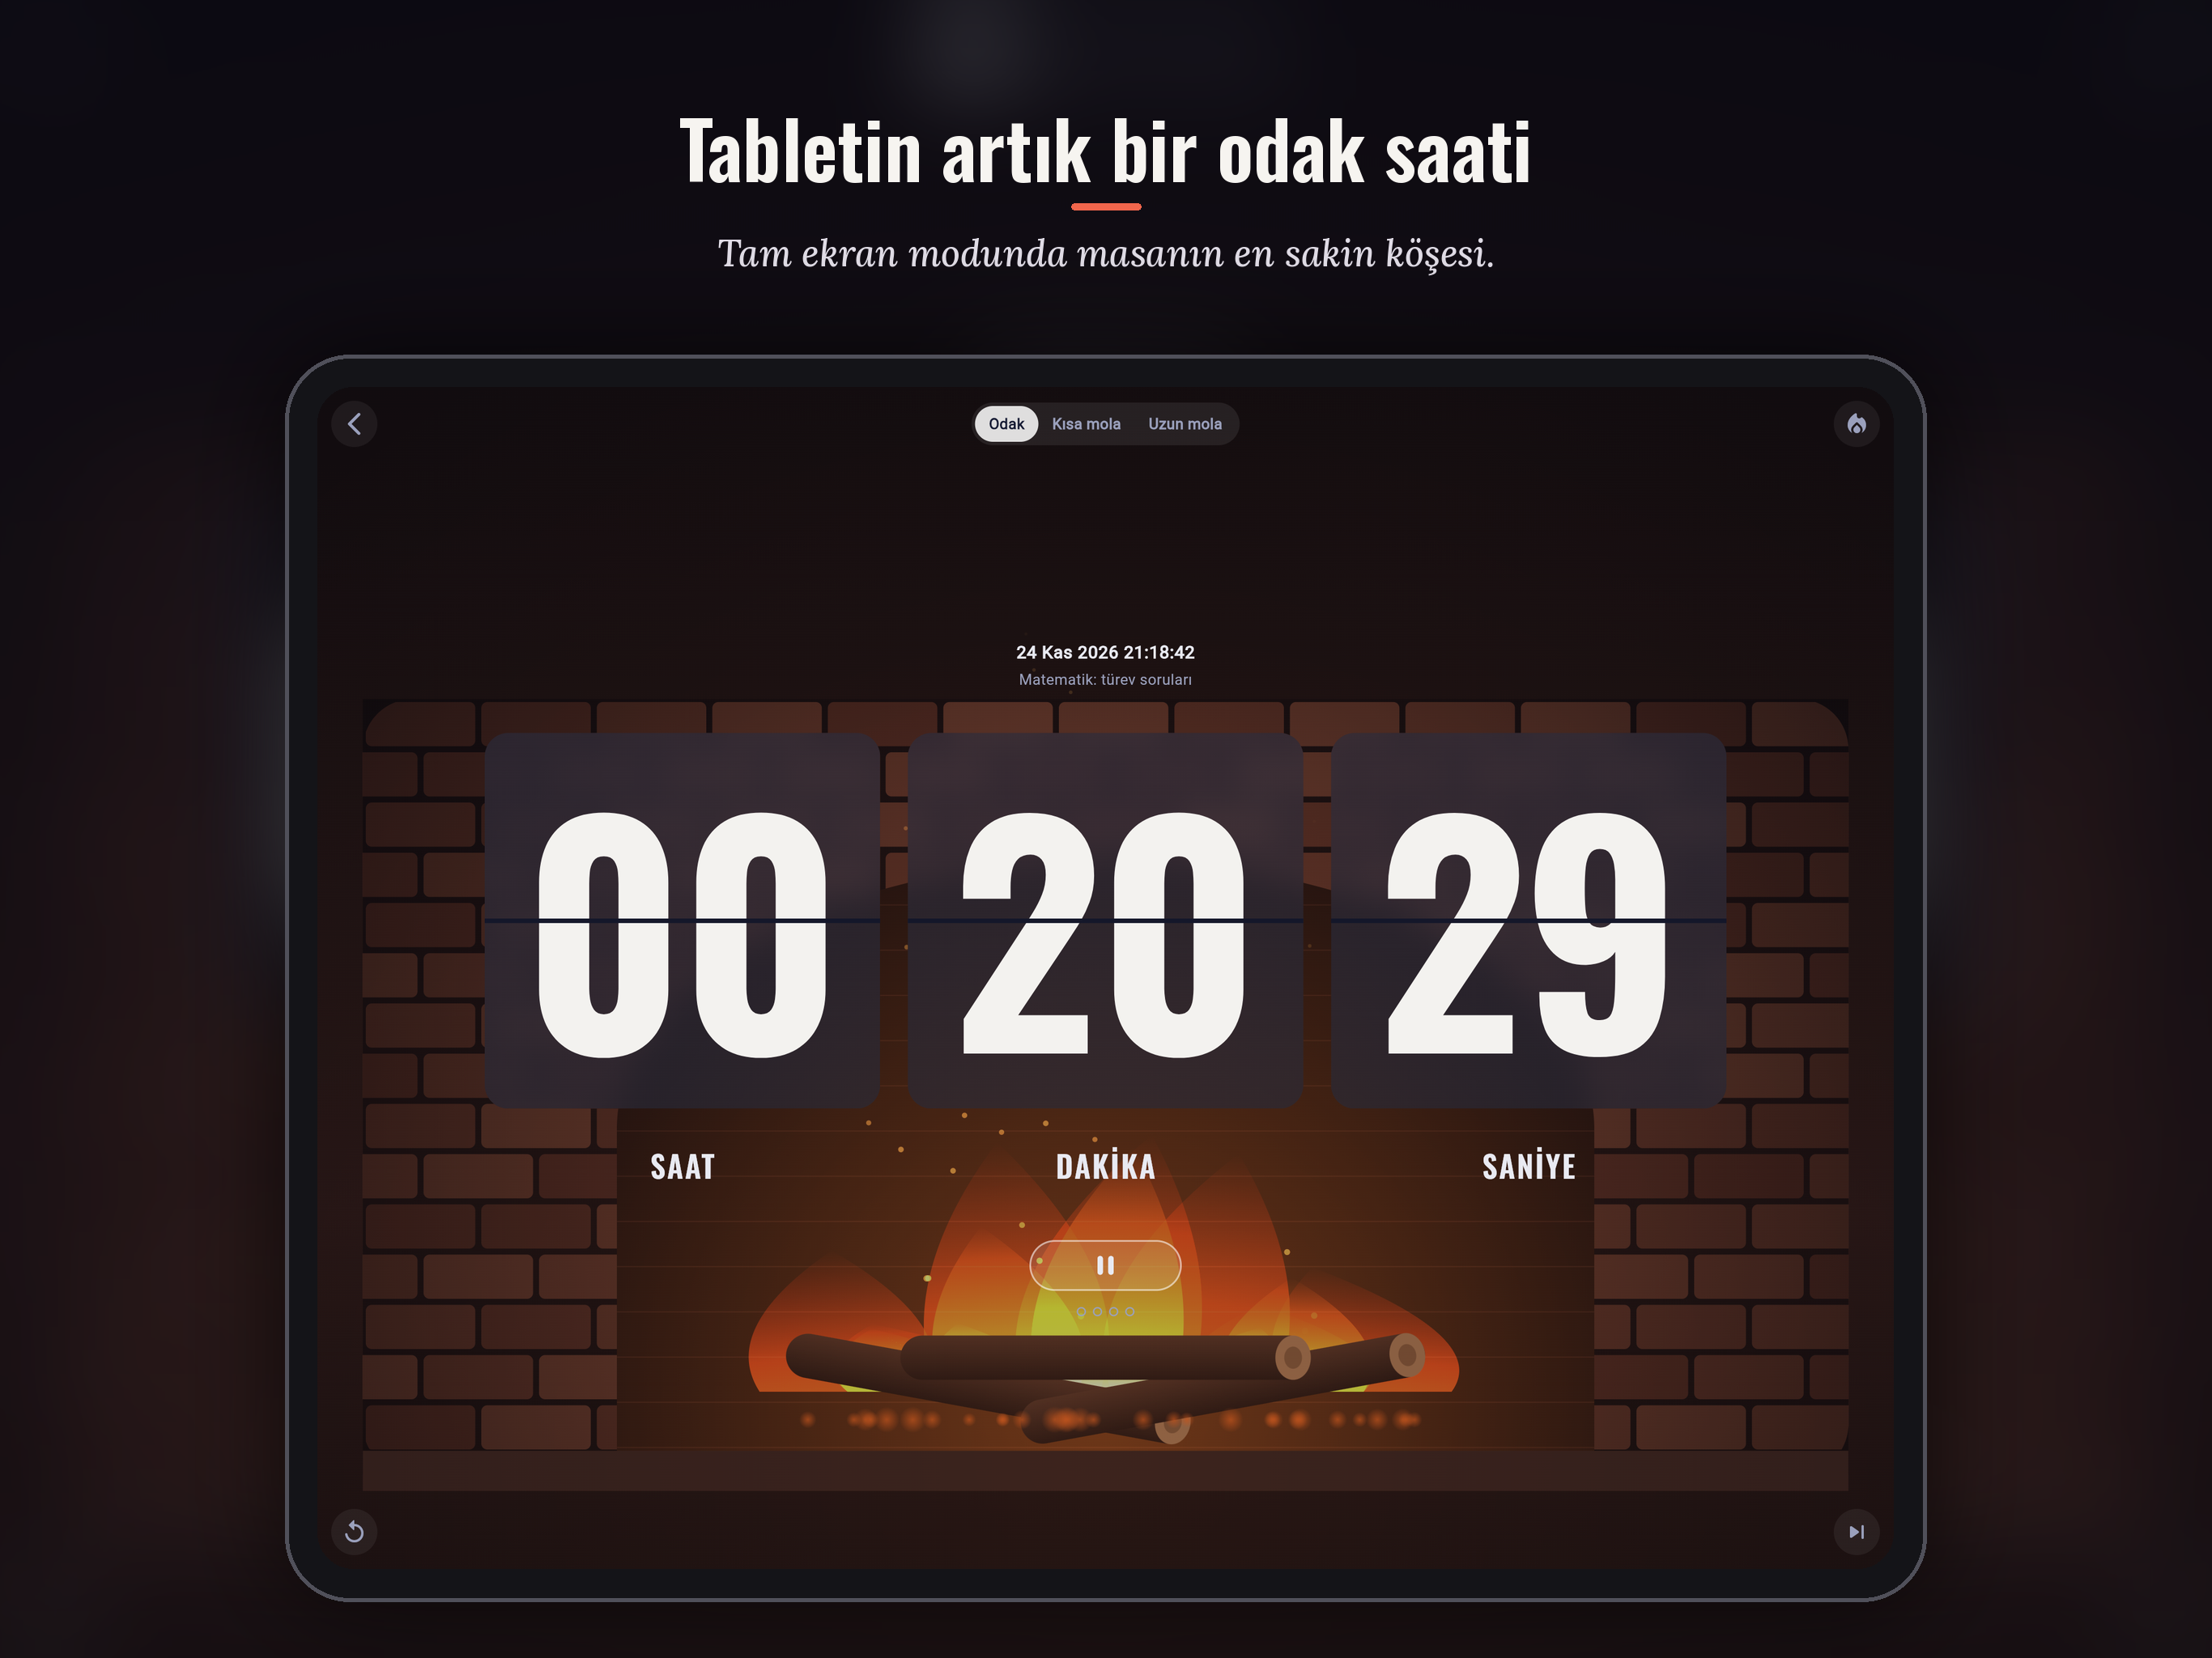 Tabletin artık bir odak saati
Tam ekran modunda masanın en sakin köşesi.
Odak Kısa mola Uzun mola
24 Kas 2026 21:18:42
Matematik: türev soruları
00 20 29
SAAT DAKİKA SANİYE